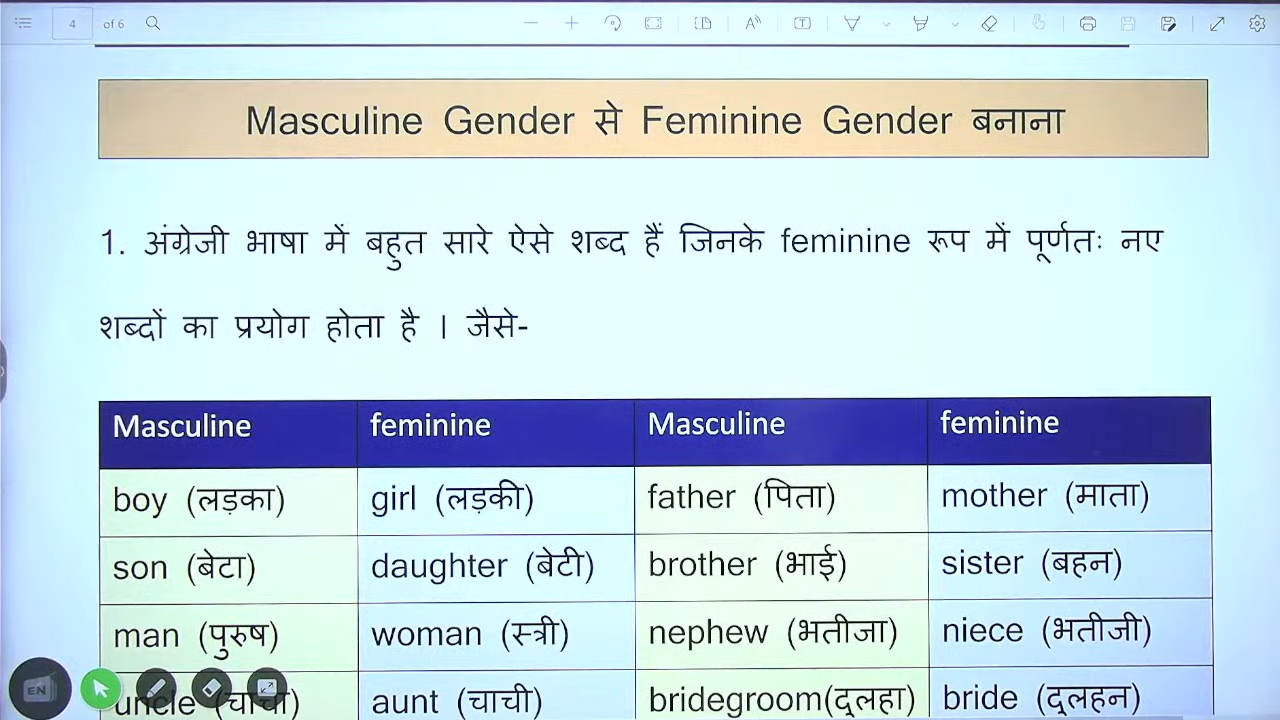 4 of 6
Masculine Gender से Feminine Gender बनाना
1. अंग्रेजी भाषा में बहुत सारे ऐसे शब्द हैं जिनके feminine रूप में पूर्णतः नए
शब्दों का प्रयोग होता है । जैसे-
Masculine feminine Masculine feminine
boy (लड़का) girl (लड़की) father (पिता) mother (माता)
son (बेटा) daughter (बेटी) brother (भाई) sister (बहन)
man (पुरुष) woman (स्त्री) nephew (भतीजा) niece (भतीजी)
uncle (चाचा) aunt (चाची) bridegroom(दूलहा) bride (दूलहन)
EN